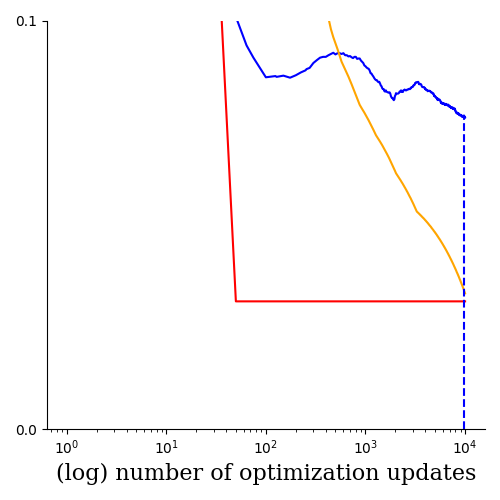 0.1
0.0
10⁰ 10¹ 10² 10³ 10⁴
(log) number of optimization updates